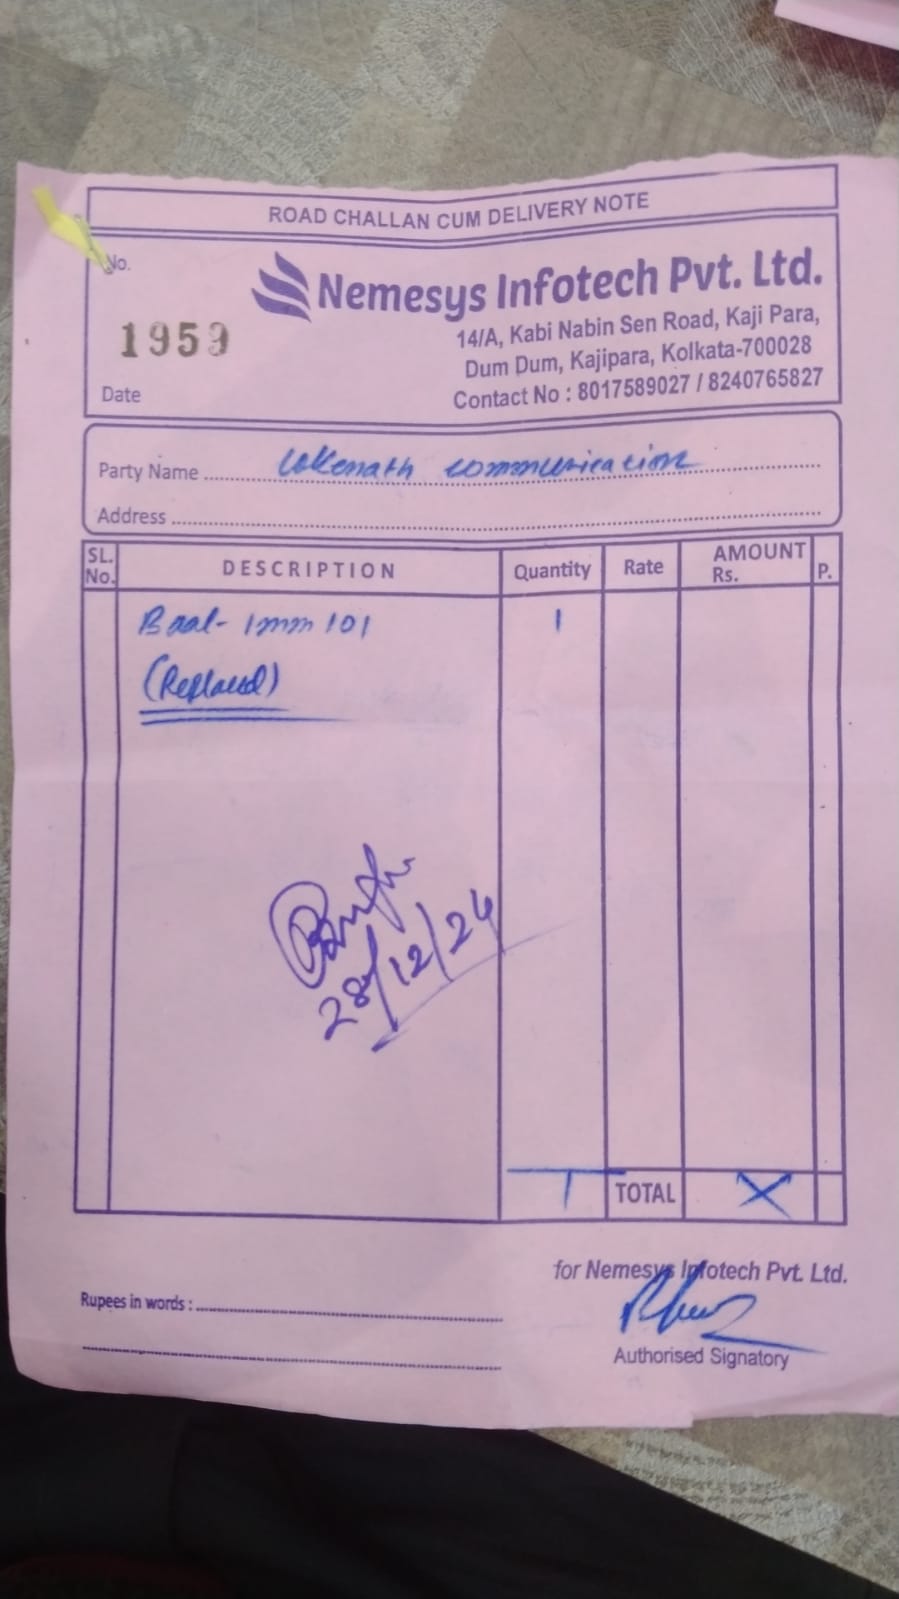 ROAD CHALLAN CUM DELIVERY NOTE
No.
Nemesys Infotech Pvt. Ltd.
1959
14/A, Kabi Nabin Sen Road, Kaji Para,
Dum Dum, Kajipara, Kolkata-700028
Date
Contact No : 8017589027 / 8240765827
Party Name Lokenath communication
Address
SL. No. DESCRIPTION Quantity Rate AMOUNT Rs. P.
101 1
(Replaced)
28/12/24
1 TOTAL X
for Nemesys Infotech Pvt. Ltd.
Rupees in words :
Authorised Signatory